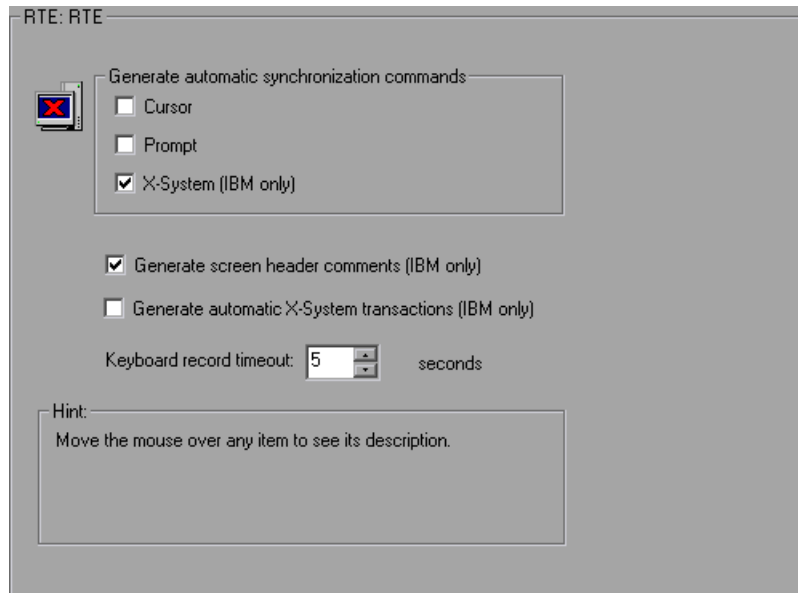 RTE: RTE
Generate automatic synchronization commands
Cursor
Prompt
X-System (IBM only)
Generate screen header comments (IBM only)
Generate automatic X-System transactions (IBM only)
Keyboard record timeout: 5 seconds
Hint:
Move the mouse over any item to see its description.